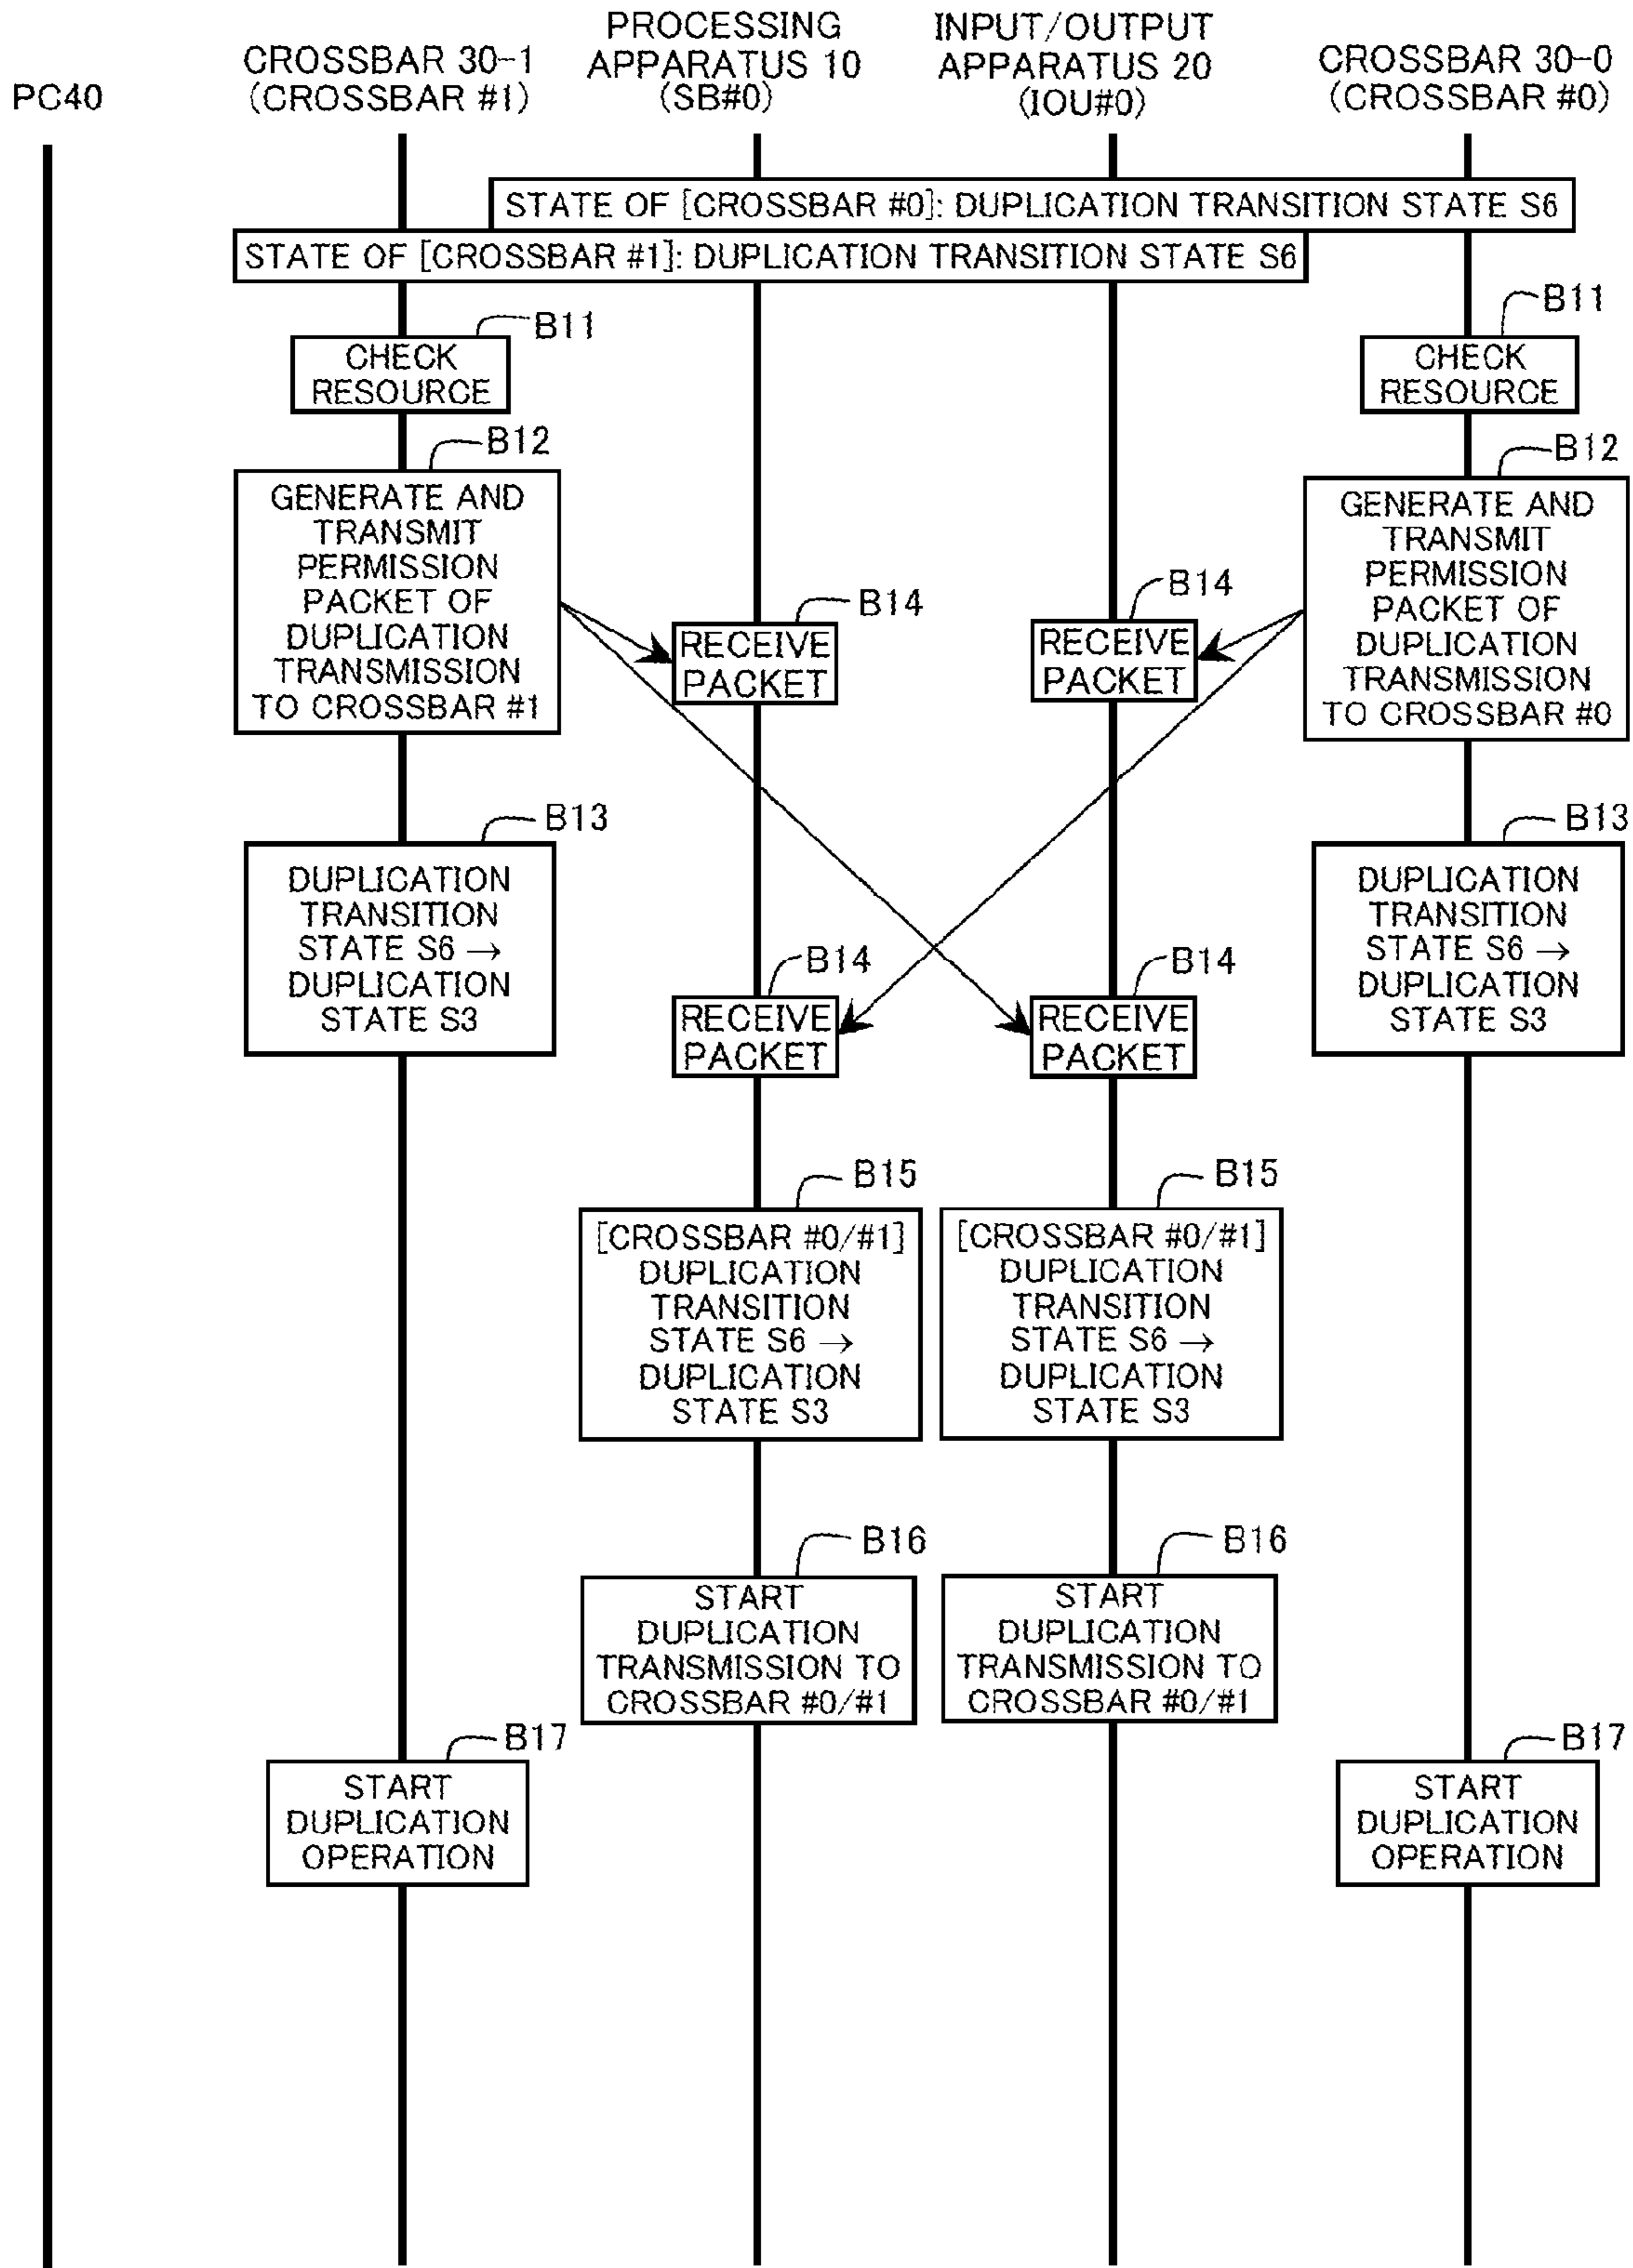 PC40
CROSSBAR 30-1
(CROSSBAR #1)
PROCESSING
APPARATUS 10
(SB#0)
INPUT/OUTPUT
APPARATUS 20
(IOU#0)
CROSSBAR 30-0
(CROSSBAR #0)
STATE OF [CROSSBAR #0]: DUPLICATION TRANSITION STATE S6
STATE OF [CROSSBAR #1]: DUPLICATION TRANSITION STATE S6
B11
CHECK
RESOURCE
B11
CHECK
RESOURCE
B12
GENERATE AND
TRANSMIT
PERMISSION
PACKET OF
DUPLICATION
TRANSMISSION
TO CROSSBAR #1
B12
GENERATE AND
TRANSMIT
PERMISSION
PACKET OF
DUPLICATION
TRANSMISSION
TO CROSSBAR #0
B14
RECEIVE
PACKET
B14
RECEIVE
PACKET
B13
DUPLICATION
TRANSITION
STATE S6 →
DUPLICATION
STATE S3
B13
DUPLICATION
TRANSITION
STATE S6 →
DUPLICATION
STATE S3
B14
RECEIVE
PACKET
B14
RECEIVE
PACKET
B15
[CROSSBAR #0/#1]
DUPLICATION
TRANSITION
STATE S6 →
DUPLICATION
STATE S3
B15
[CROSSBAR #0/#1]
DUPLICATION
TRANSITION
STATE S6 →
DUPLICATION
STATE S3
B16
START
DUPLICATION
TRANSMISSION TO
CROSSBAR #0/#1
B16
START
DUPLICATION
TRANSMISSION TO
CROSSBAR #0/#1
B17
START
DUPLICATION
OPERATION
B17
START
DUPLICATION
OPERATION